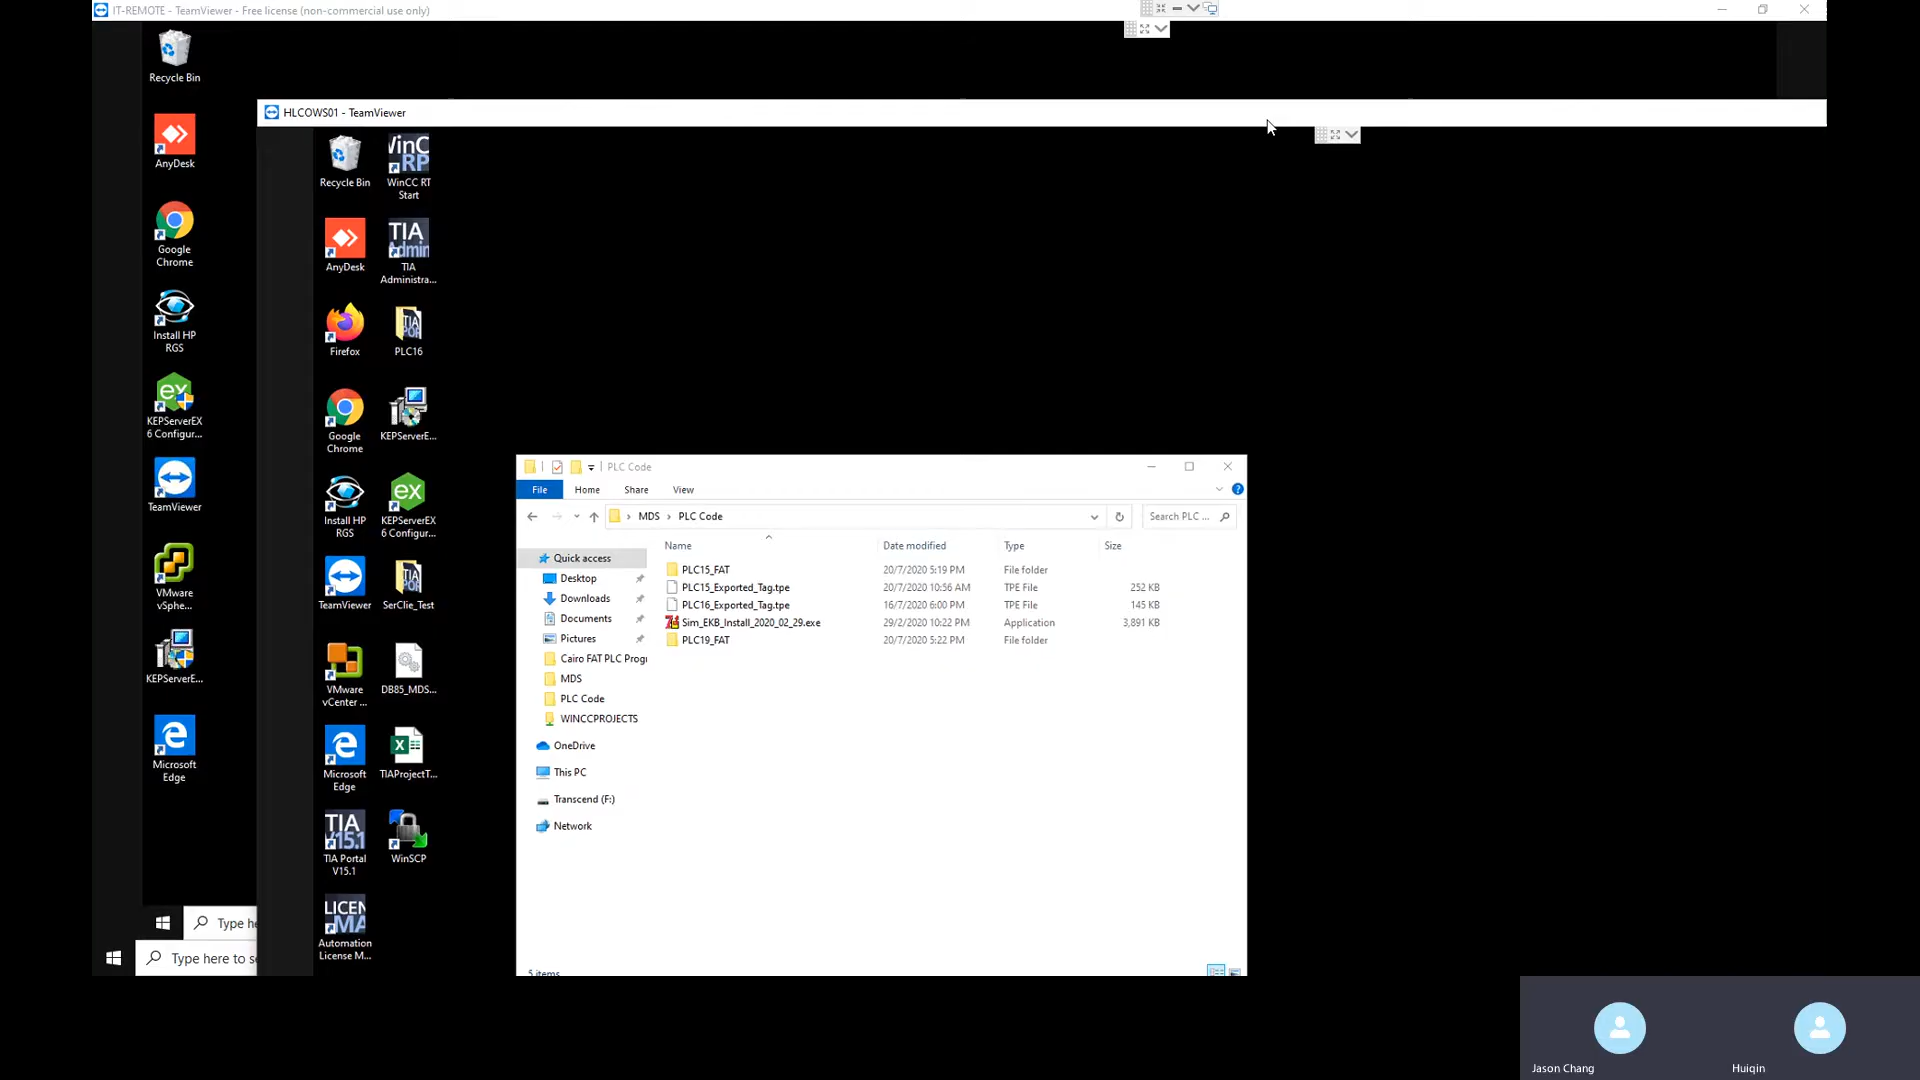 IT-REMOTE - TeamViewer - Free license (non-commercial use only)
Recycle Bin
AnyDesk
Google
Chrome
Install HP
RGS
KEPServerEX
6 Configur...
TeamViewer
VMware
vSphe...
KEPServerE...
Microsoft
Edge
Type he
Type here to se
HLCOWS01 - TeamViewer
Recycle Bin
WinCC RT
Start
AnyDesk
TIA
Administra...
Firefox
PLC16
Google
Chrome
KEPServerE...
Install HP
RGS
KEPServerEX
6 Configur...
TeamViewer
SerClie_Test
VMware
vCenter ...
DB85_MDS...
Microsoft
Edge
TIAProjectT...
TIA
V15.1
TIA Portal
V15.1
WinSCP
Automation
License M...
PLC Code
File Home Share View
MDS PLC Code
Search PLC ...
Name Date modified Type Size
Quick access
Desktop
Downloads
Documents
Pictures
Cairo FAT PLC Progr
MDS
PLC Code
WINCCPROJECTS
OneDrive
This PC
Transcend (F:)
Network
PLC15_FAT 20/7/2020 5:19 PM File folder
PLC15_Exported_Tag.tpe 20/7/2020 10:56 AM TPE File 252 KB
PLC16_Exported_Tag.tpe 16/7/2020 6:00 PM TPE File 145 KB
Sim_EKB_Install_2020_02_29.exe 29/2/2020 10:22 PM Application 3,891 KB
PLC19_FAT 20/7/2020 5:22 PM File folder
5 items
Jason Chang
Huiqin